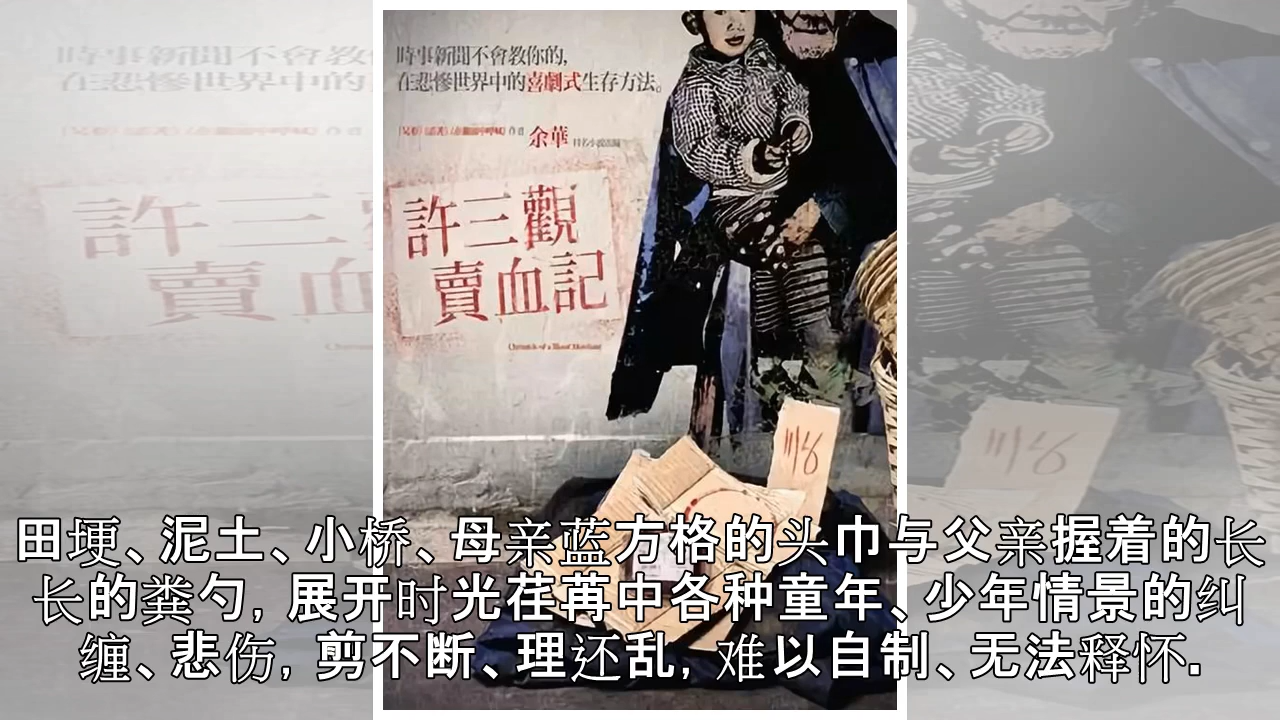 時事新聞不會教你的,
在悲慘世界中的喜劇式生存方法。
余華
許三觀
賣血記
田埂、泥土、小桥、母亲蓝方格的头巾与父亲握着的长
长的粪勺, 展开时光荏苒中各种童年、少年情景的纠
缠、悲伤, 剪不断、理还乱, 难以自制、无法释怀.